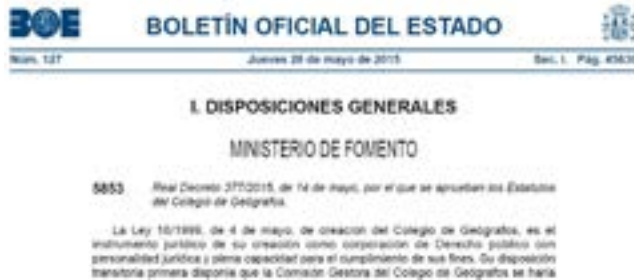 BOE BOLETÍN OFICIAL DEL ESTADO
Núm. 127 Jueves 28 de mayo de 2015 Sec. I. Pág.
I. DISPOSICIONES GENERALES
MINISTERIO DE FOMENTO
5853 Real Decreto 377/2015, de 14 de mayo, por el que se aprueban los Estatutos
del Colegio de Geógrafos.
La Ley 16/1999, de 4 de mayo, de creación del Colegio de Geógrafos, es el
instrumento jurídico de su creación como corporación de Derecho público con
personalidad jurídica y plena capacidad para el cumplimiento de sus fines. Su disposición
transitoria primera disponía que la Comisión Gestora del Colegio de Geógrafos se haría